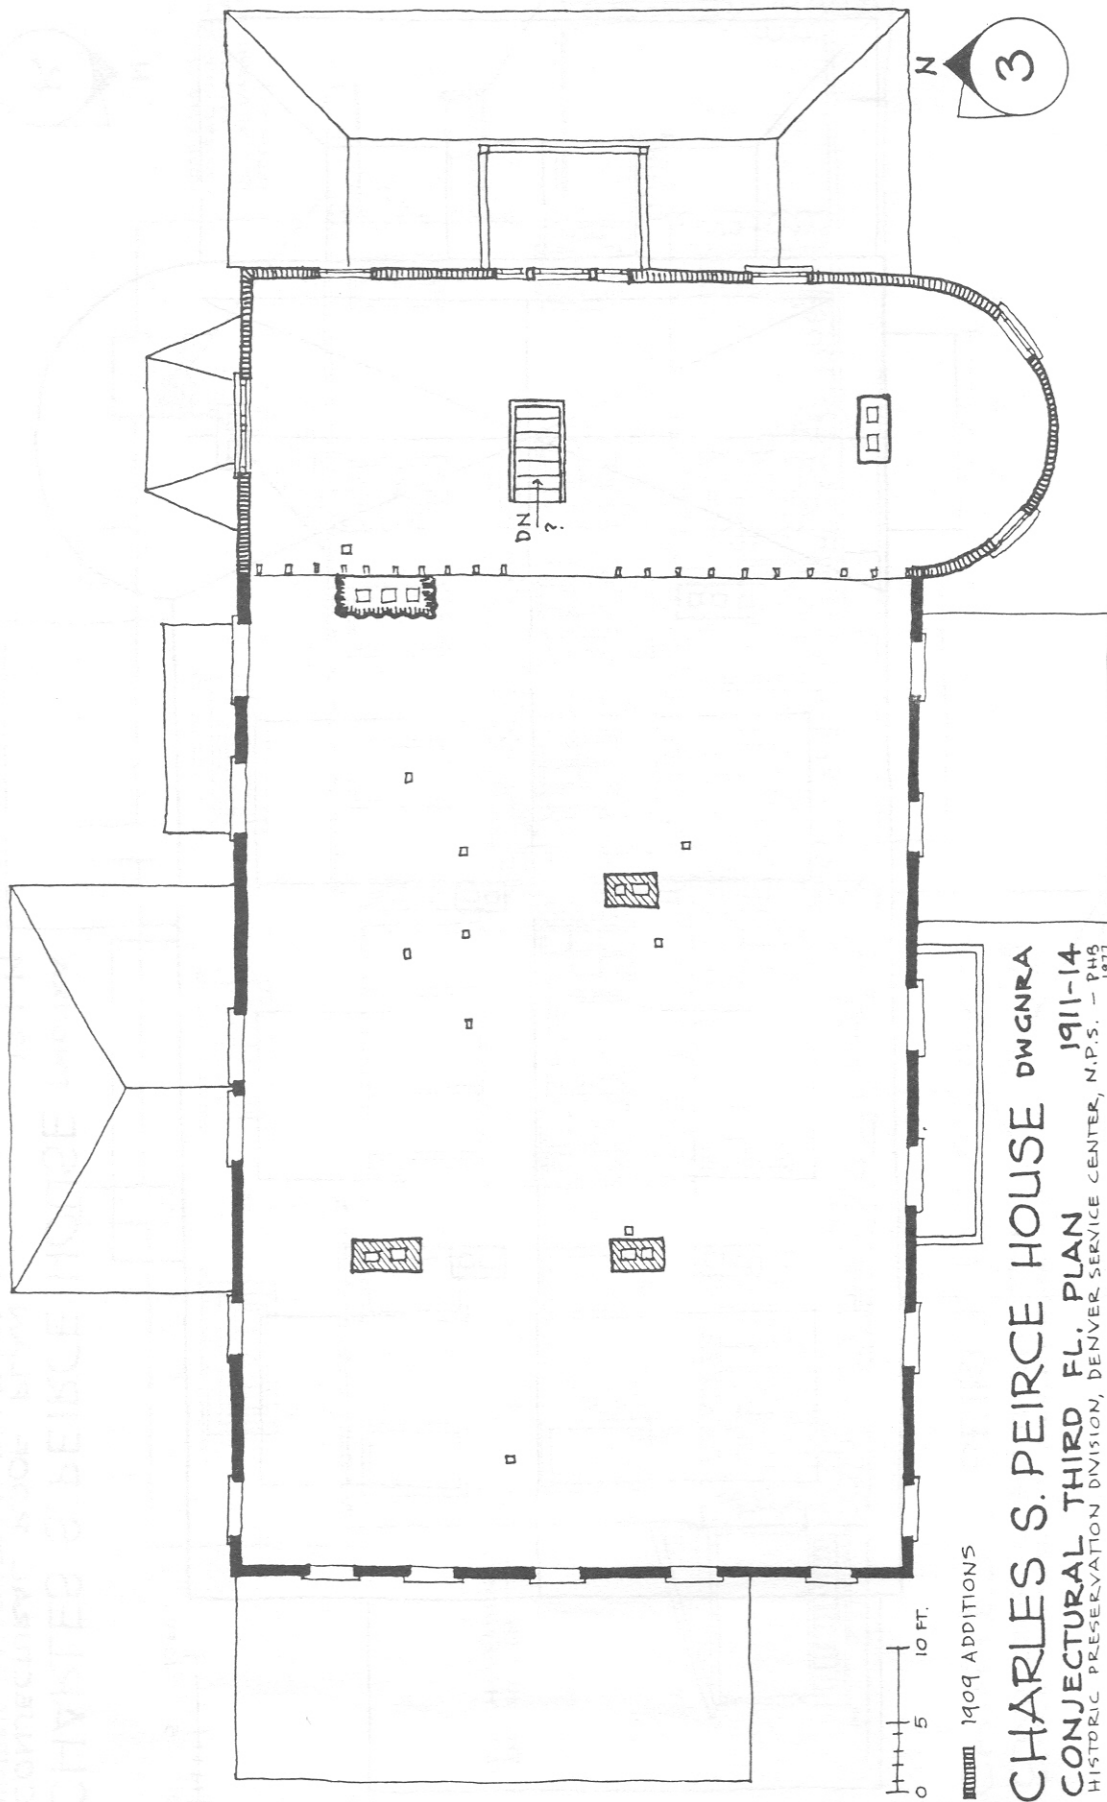 N
3
DN
?
0 5 10 FT.
1909 ADDITIONS
CHARLES S. PEIRCE HOUSE DWGNRA
CONJECTURAL THIRD FL. PLAN 1911-14
HISTORIC PRESERVATION DIVISION, DENVER SERVICE CENTER, N.P.S. - PHB
1977